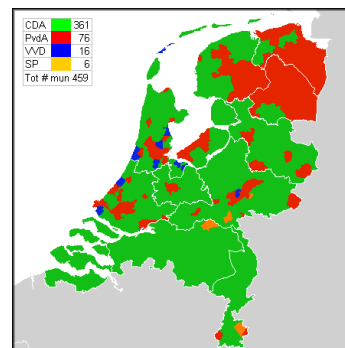 CDA 361
PvdA 76
VVD 16
SP 6
Tot # mun 459